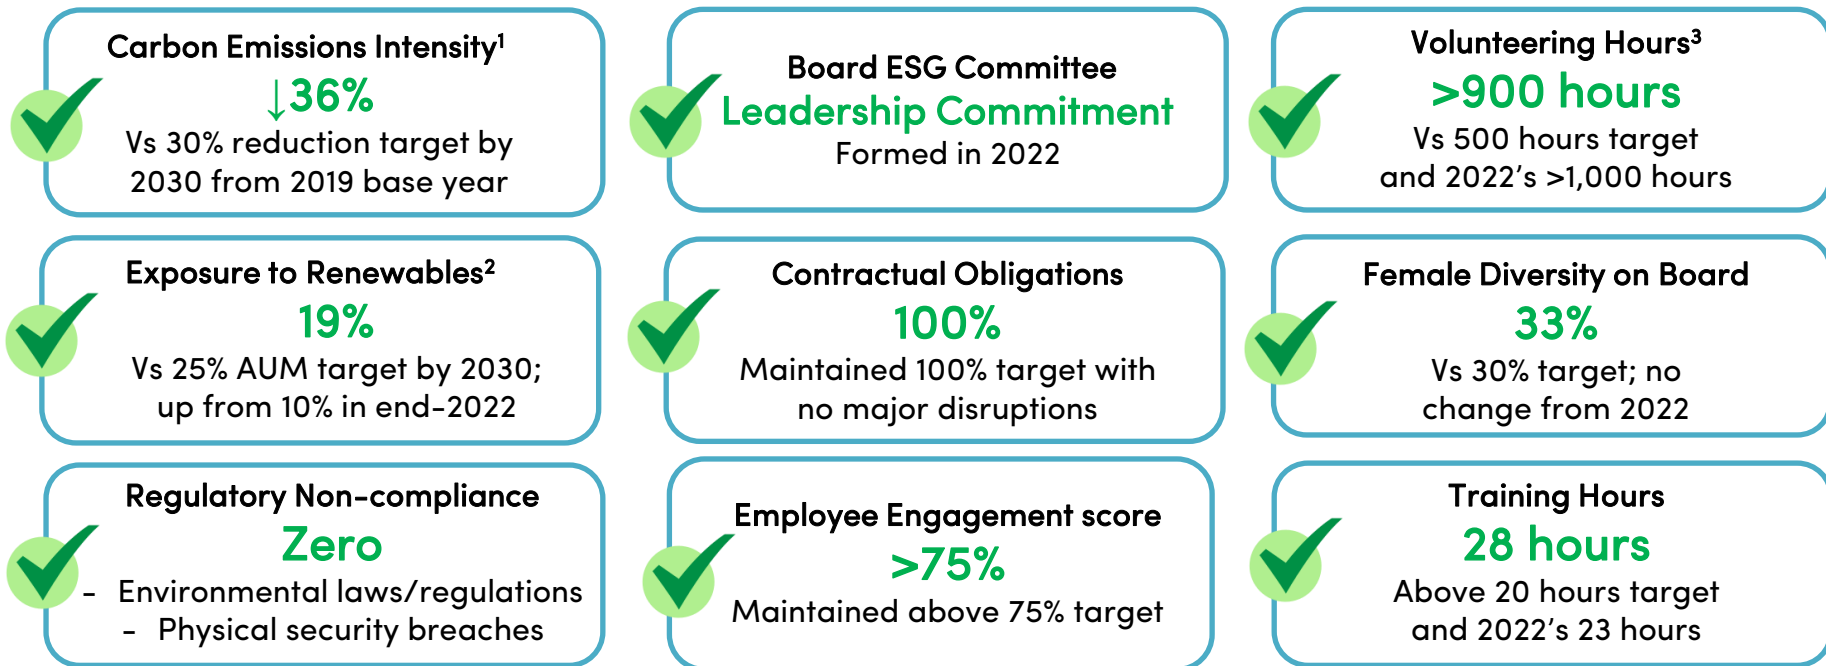 Carbon Emissions Intensity¹
↓36%
Vs 30% reduction target by
2030 from 2019 base year
Board ESG Committee
Leadership Commitment
Formed in 2022
Volunteering Hours³
>900 hours
Vs 500 hours target
and 2022's >1,000 hours
Exposure to Renewables²
19%
Vs 25% AUM target by 2030;
up from 10% in end-2022
Contractual Obligations
100%
Maintained 100% target with
no major disruptions
Female Diversity on Board
33%
Vs 30% target; no
change from 2022
Regulatory Non-compliance
Zero
- Environmental laws/regulations
- Physical security breaches
Employee Engagement score
>75%
Maintained above 75% target
Training Hours
28 hours
Above 20 hours target
and 2022's 23 hours